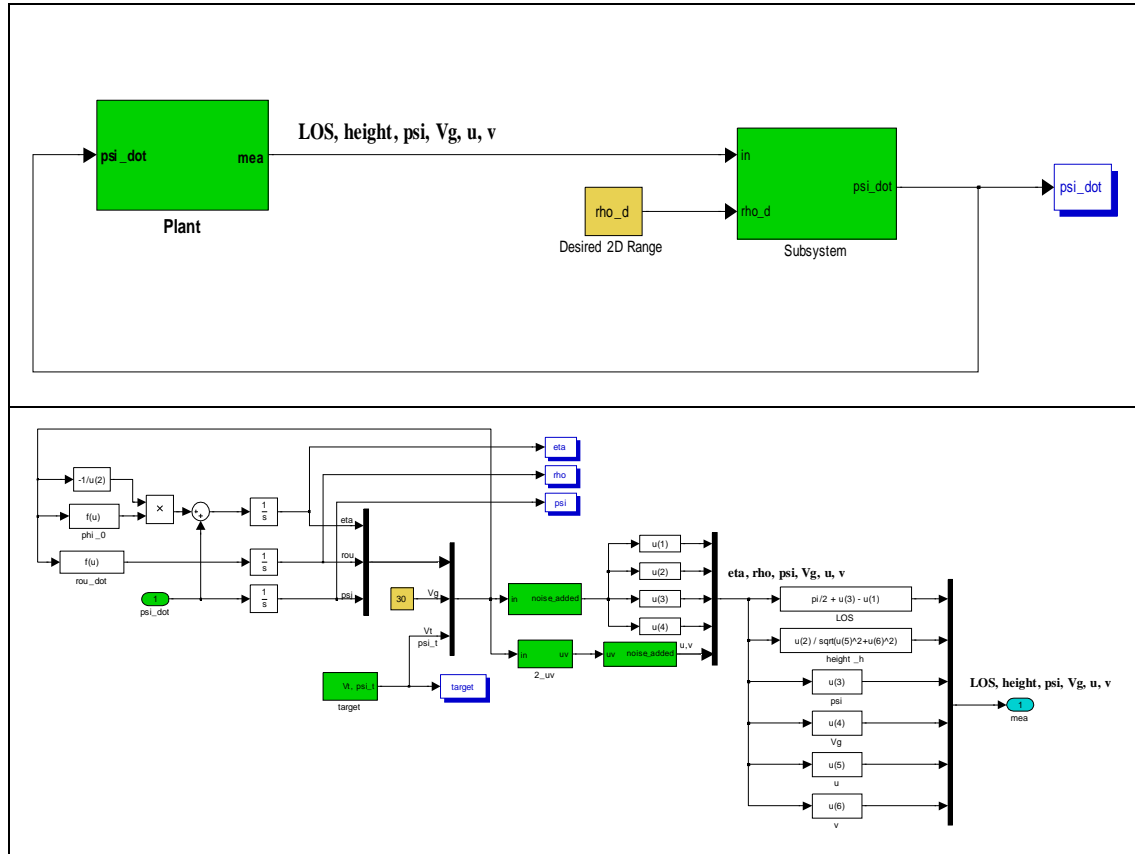 LOS, height, psi, Vg, u, v
psi_dot
mea
Plant
in
rho_d
psi_dot
Subsystem
rho_d
Desired 2D Range
psi_dot
eta
rho
psi
-1/u(2)
f(u)
phi_0
×
+
+
1
s
eta
f(u)
rou_dot
1
s
rou
1
psi_dot
1
s
psi
30
Vg
Vt
psi_t
Vt, psi_t
target
target
in
noise_added
in
uv
2_uv
uv
noise_added
u,v
u(1)
u(2)
u(3)
u(4)
eta, rho, psi, Vg, u, v
pi/2 + u(3) - u(1)
LOS
u(2) / sqrt(u(5)^2+u(6)^2)
height _h
u(3)
psi
u(4)
Vg
u(5)
u
u(6)
v
LOS, height, psi, Vg, u, v
1
mea